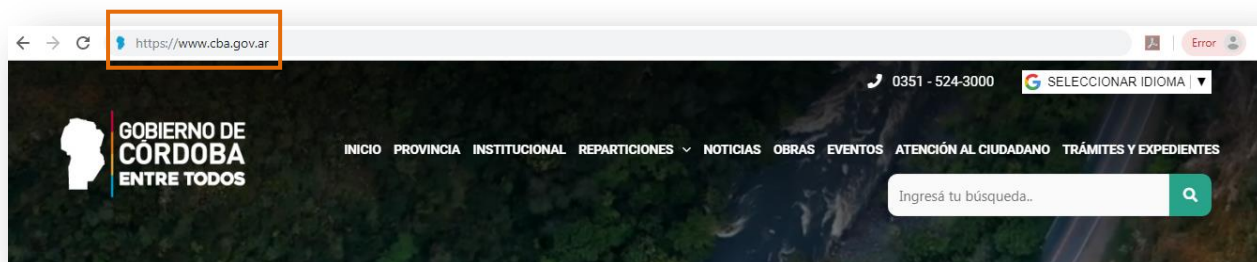 https://www.cba.gov.ar
Error
0351 - 524-3000
G SELECCIONAR IDIOMA ▼
GOBIERNO DE
CÓRDOBA
ENTRE TODOS
INICIO PROVINCIA INSTITUCIONAL REPARTICIONES NOTICIAS OBRAS EVENTOS ATENCIÓN AL CIUDADANO TRÁMITES Y EXPEDIENTES
Ingresá tu búsqueda..